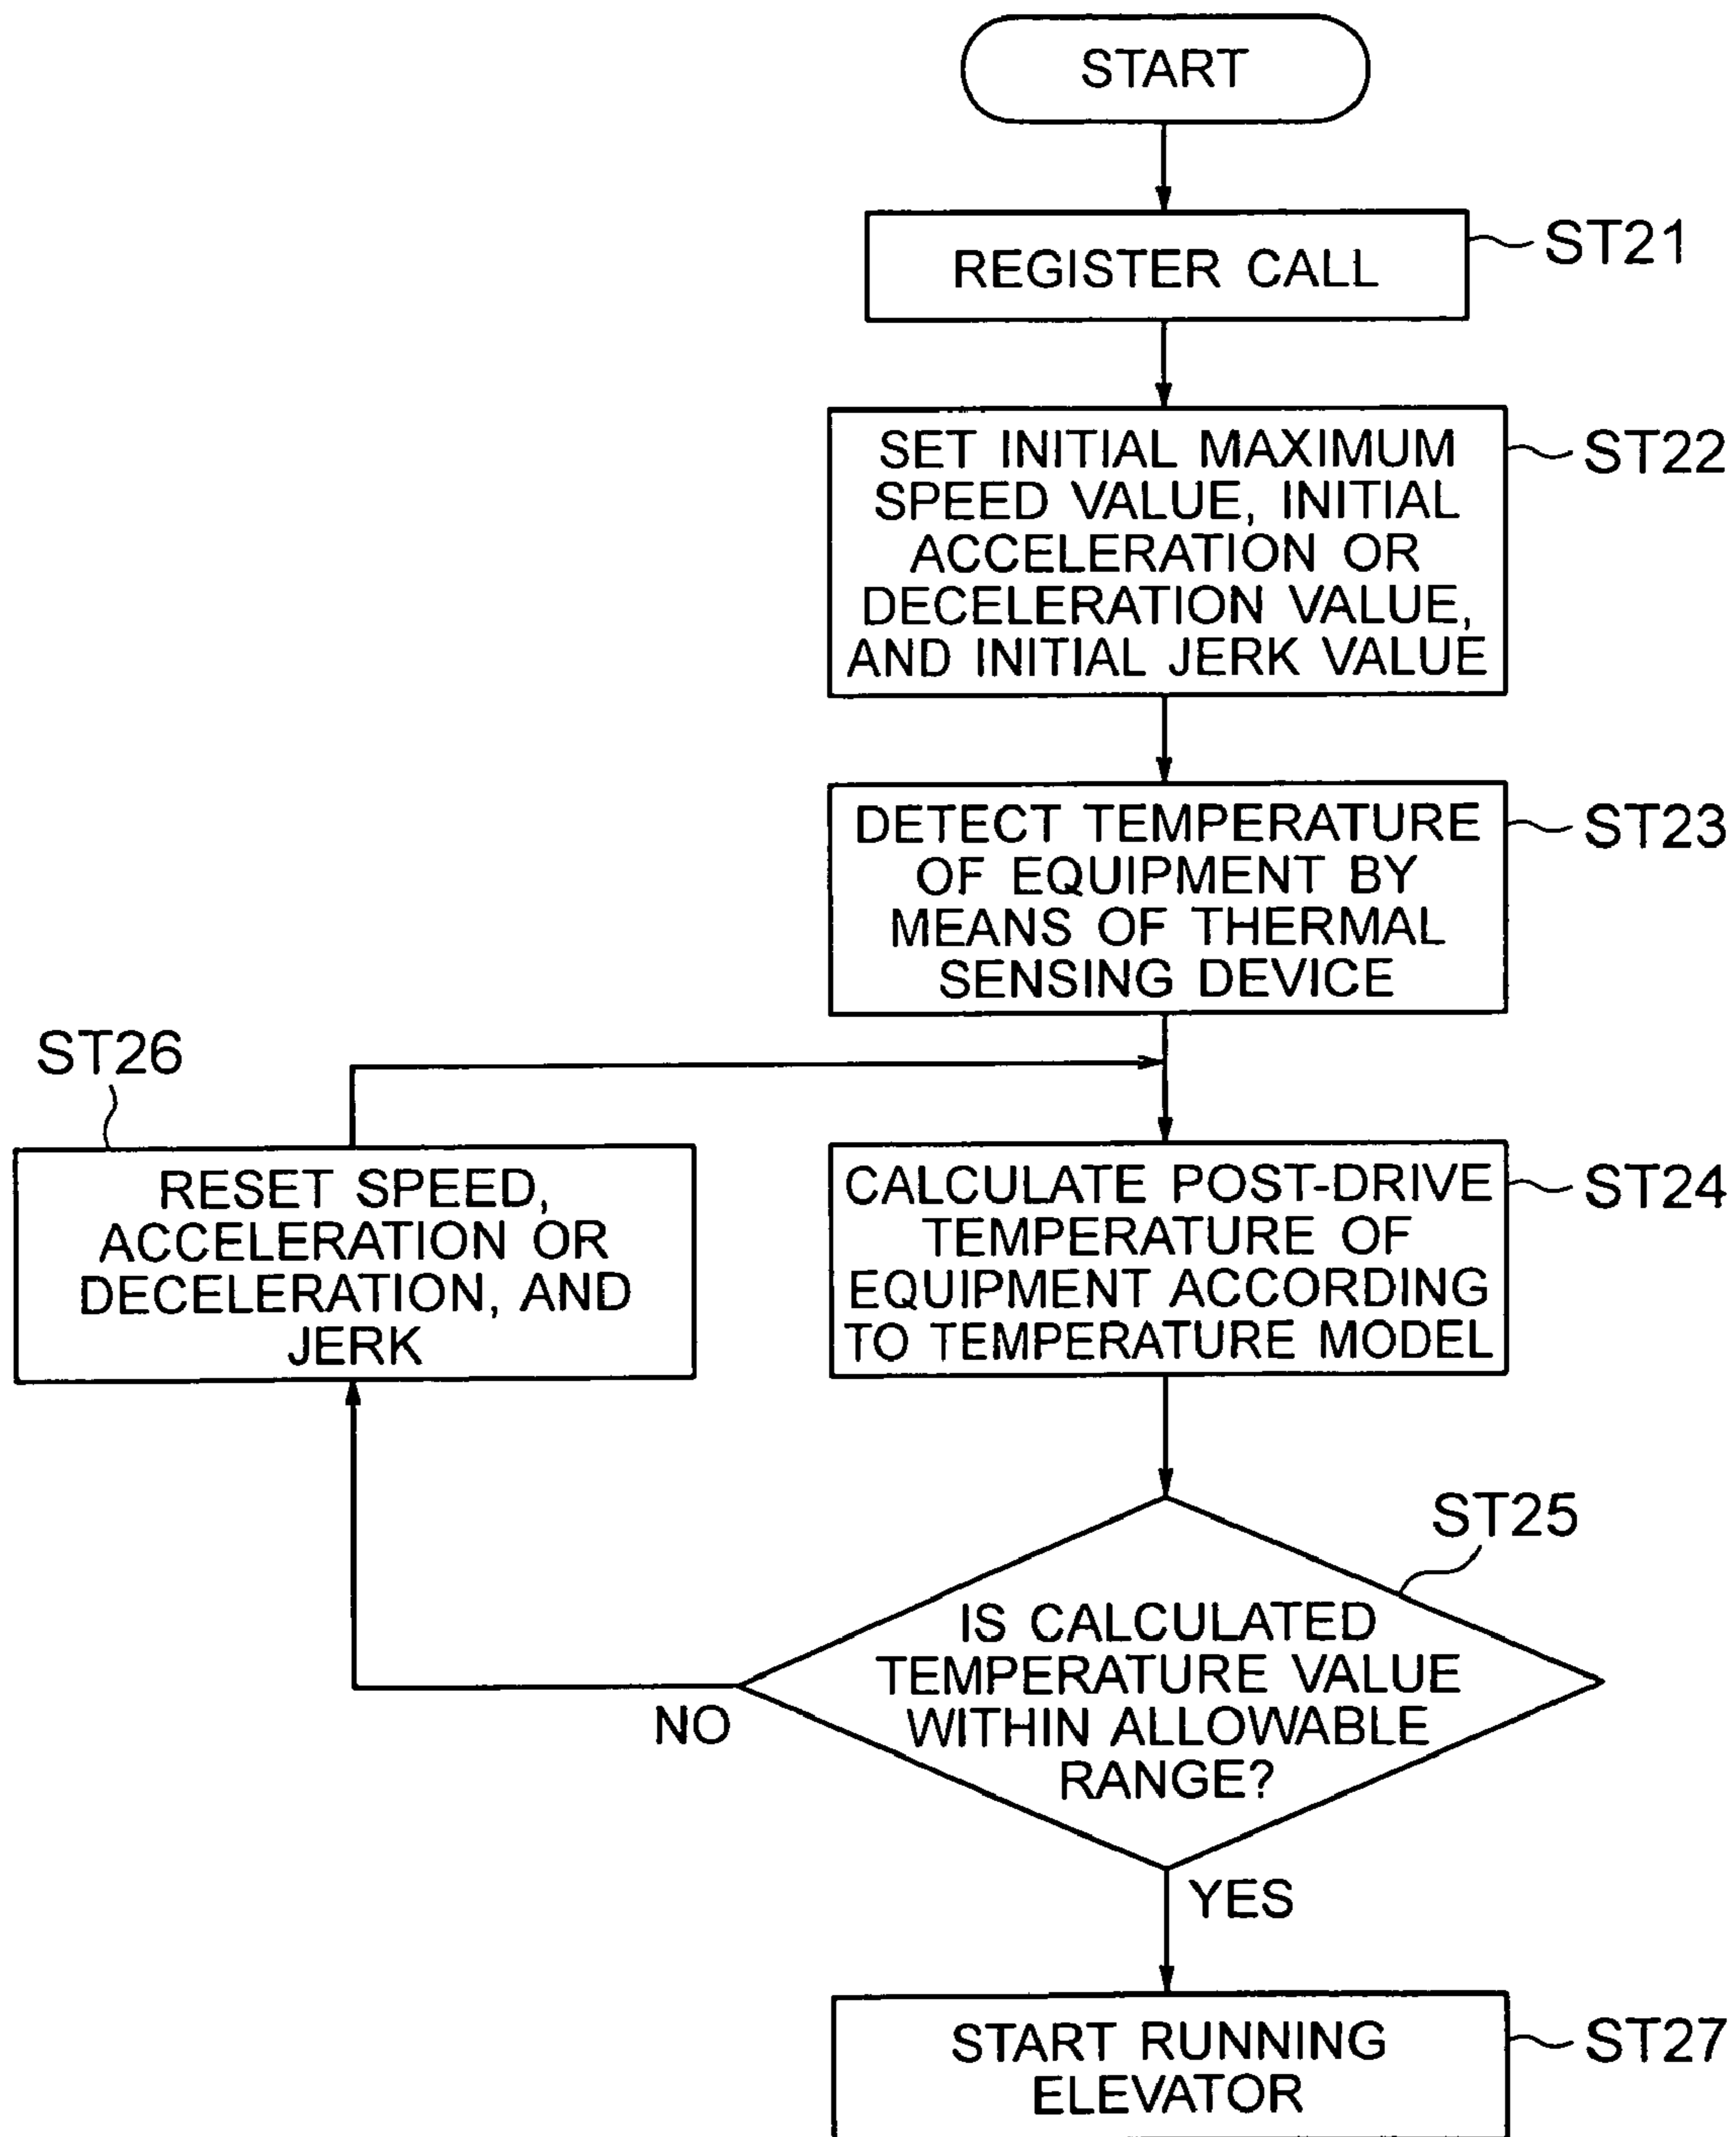 START
REGISTER CALL
ST21
SET INITIAL MAXIMUM
SPEED VALUE, INITIAL
ACCELERATION OR
DECELERATION VALUE,
AND INITIAL JERK VALUE
ST22
DETECT TEMPERATURE
OF EQUIPMENT BY
MEANS OF THERMAL
SENSING DEVICE
ST23
ST26
RESET SPEED,
ACCELERATION OR
DECELERATION, AND
JERK
CALCULATE POST-DRIVE
TEMPERATURE OF
EQUIPMENT ACCORDING
TO TEMPERATURE MODEL
ST24
ST25
IS CALCULATED
TEMPERATURE VALUE
WITHIN ALLOWABLE
RANGE?
NO
YES
START RUNNING
ELEVATOR
ST27